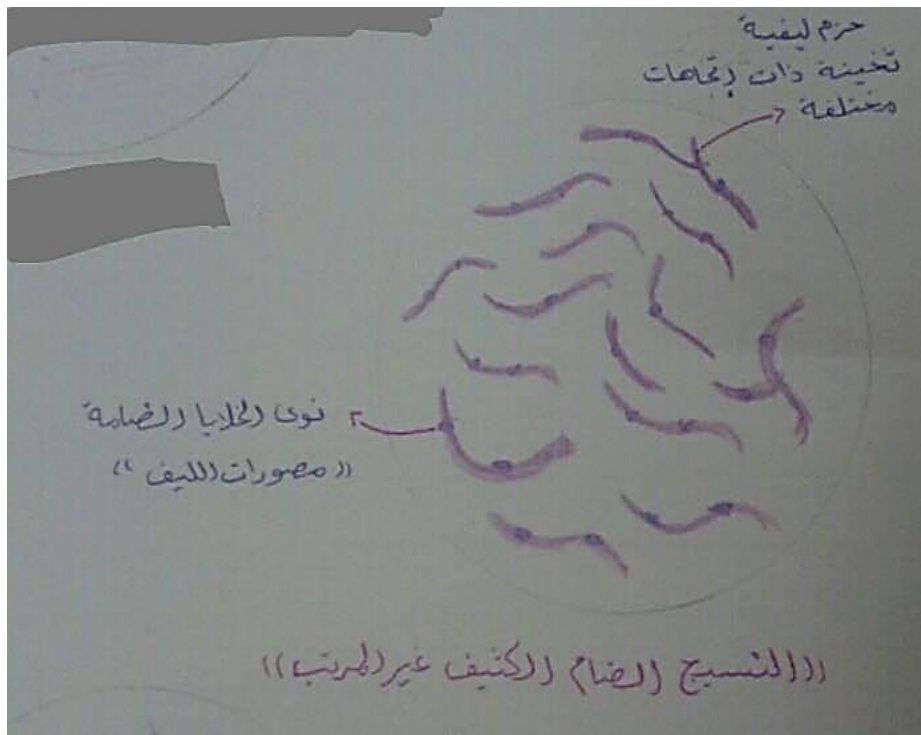 حزم ليفية
ثخينة ذات إتجاهات
مختلفة
نوى الخلايا الضامة
((مصورات الليف))
((النسيج الضام الكثيف غير المرتب))